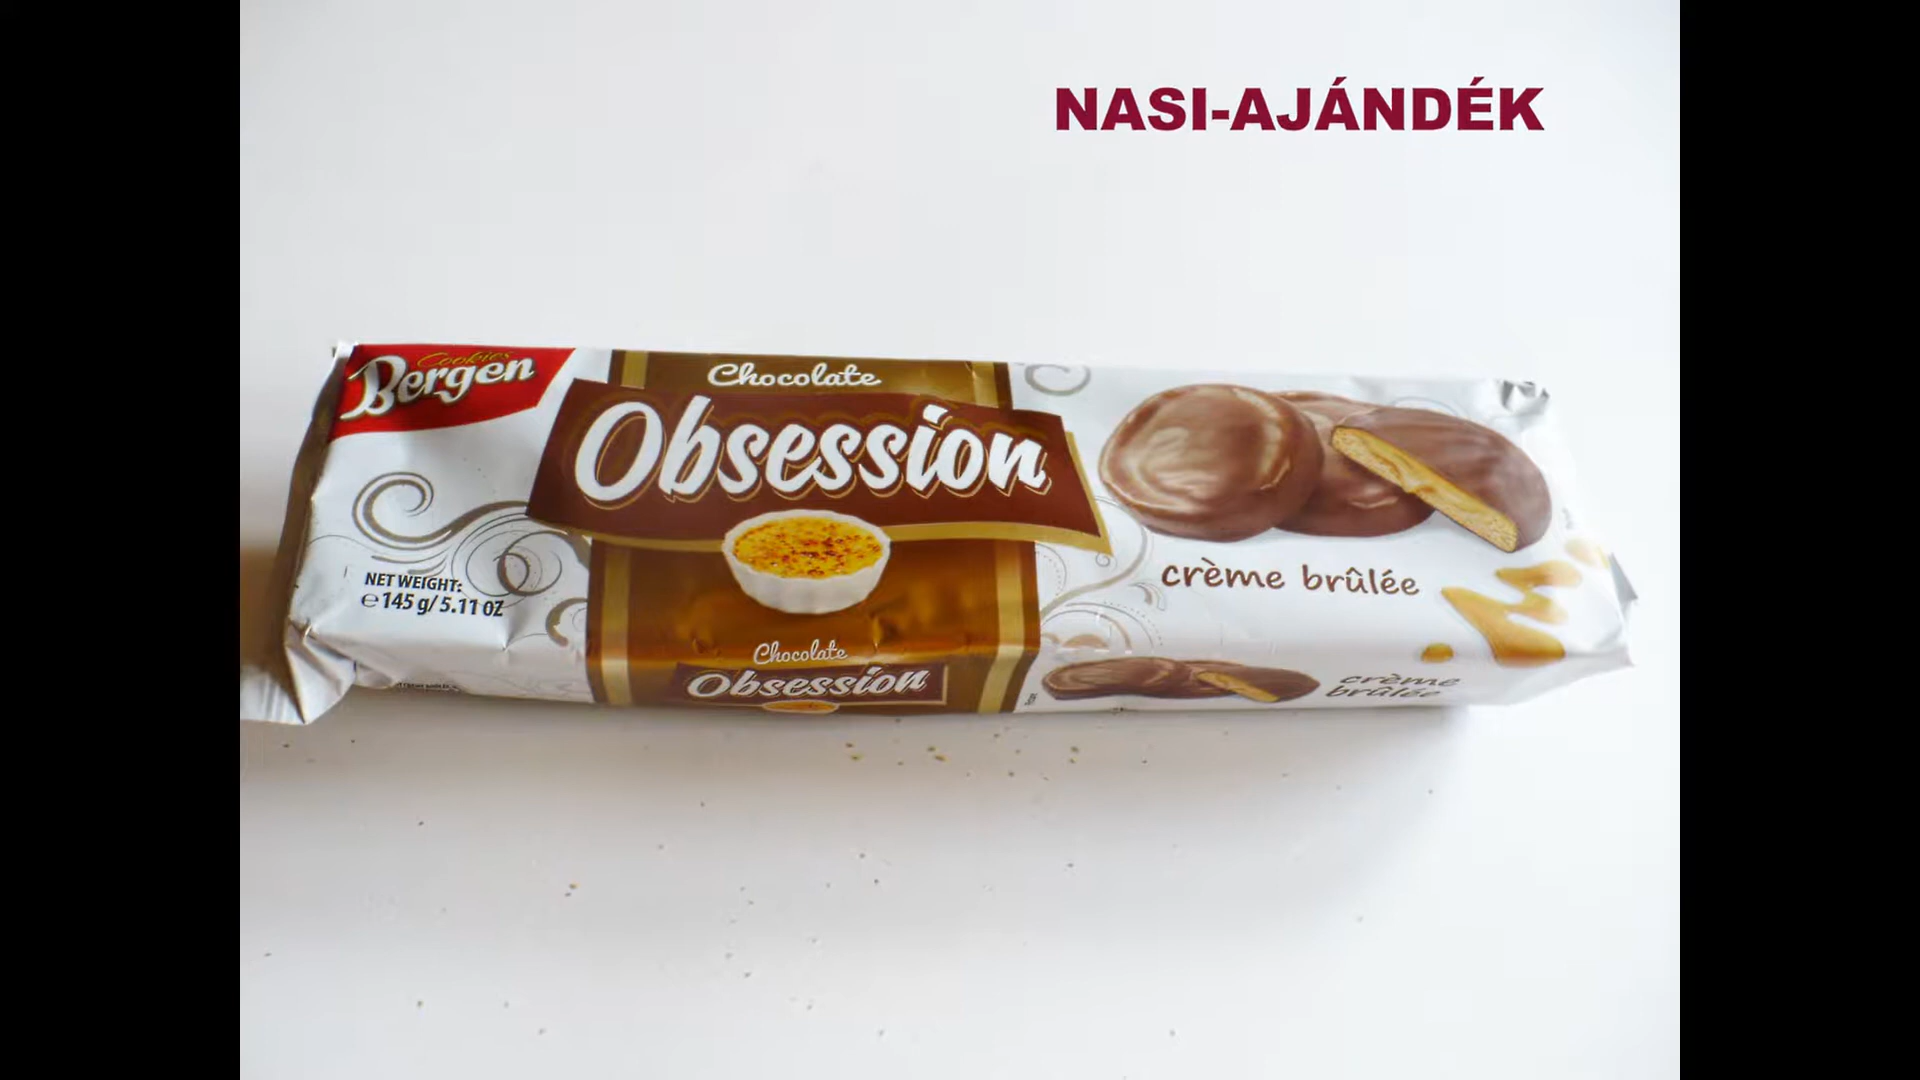 NASI-AJÁNDÉK
Cookies
Bergen
Chocolate
Obsession
crème brûlée
NET WEIGHT:
e 145 g/ 5.11 OZ
Chocolate
Obsession
crème
brûlée